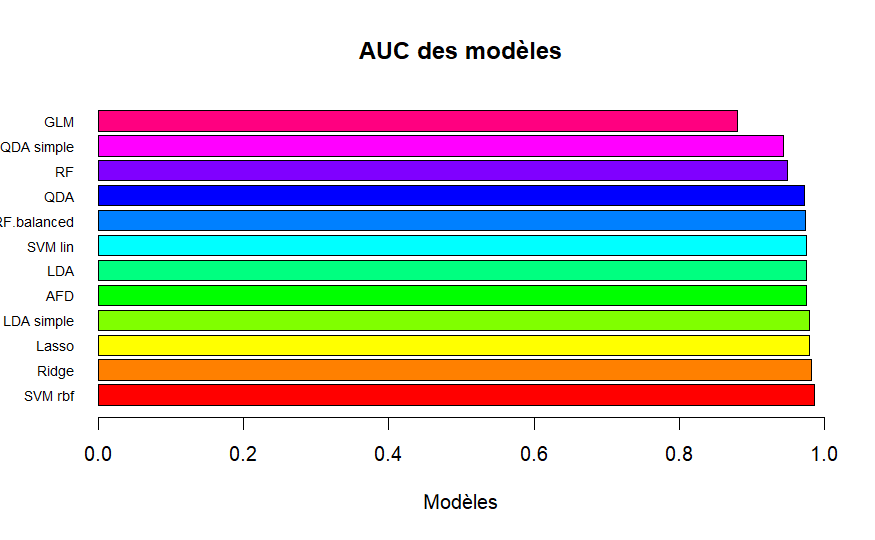 AUC des modèles
GLM
QDA simple
RF
QDA
RF.balanced
SVM lin
LDA
AFD
LDA simple
Lasso
Ridge
SVM rbf
0.0 0.2 0.4 0.6 0.8 1.0
Modèles